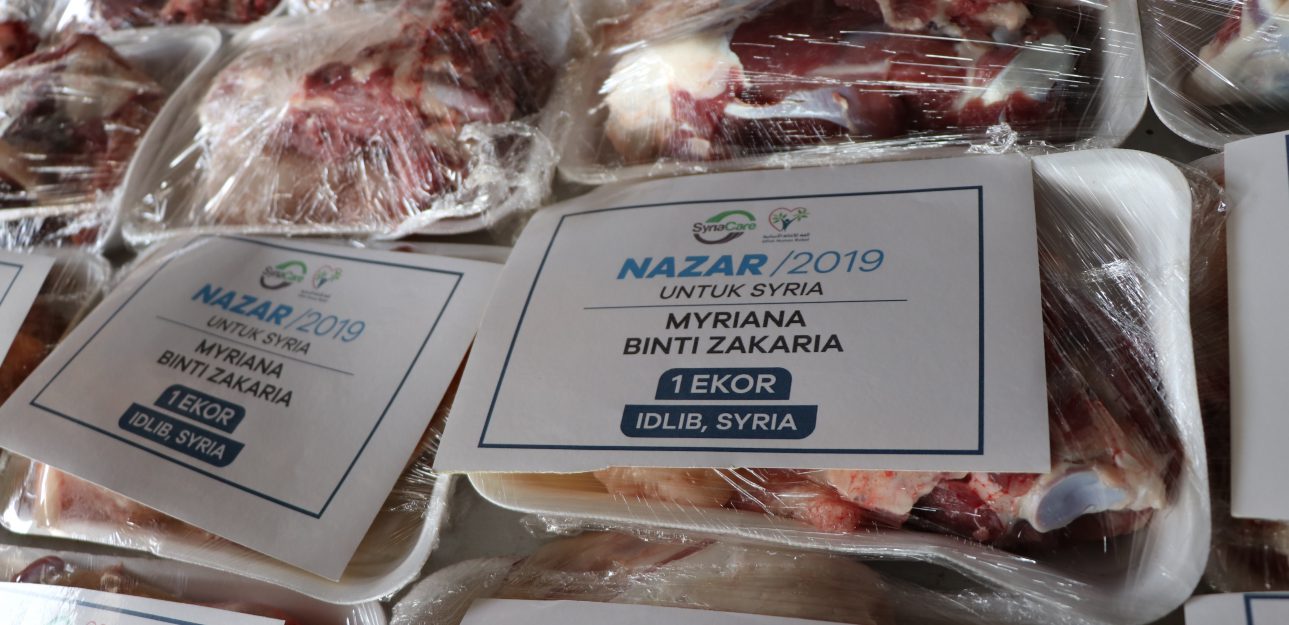 SyriaCare
NAZAR /2019
UNTUK SYRIA
MYRIANA
BINTI ZAKARIA
1 EKOR
IDLIB, SYRIA
SyriaCare
NAZAR /2019
UNTUK SYRIA
MYRIANA
BINTI ZAKARIA
1 EKOR
IDLIB, SYRIA